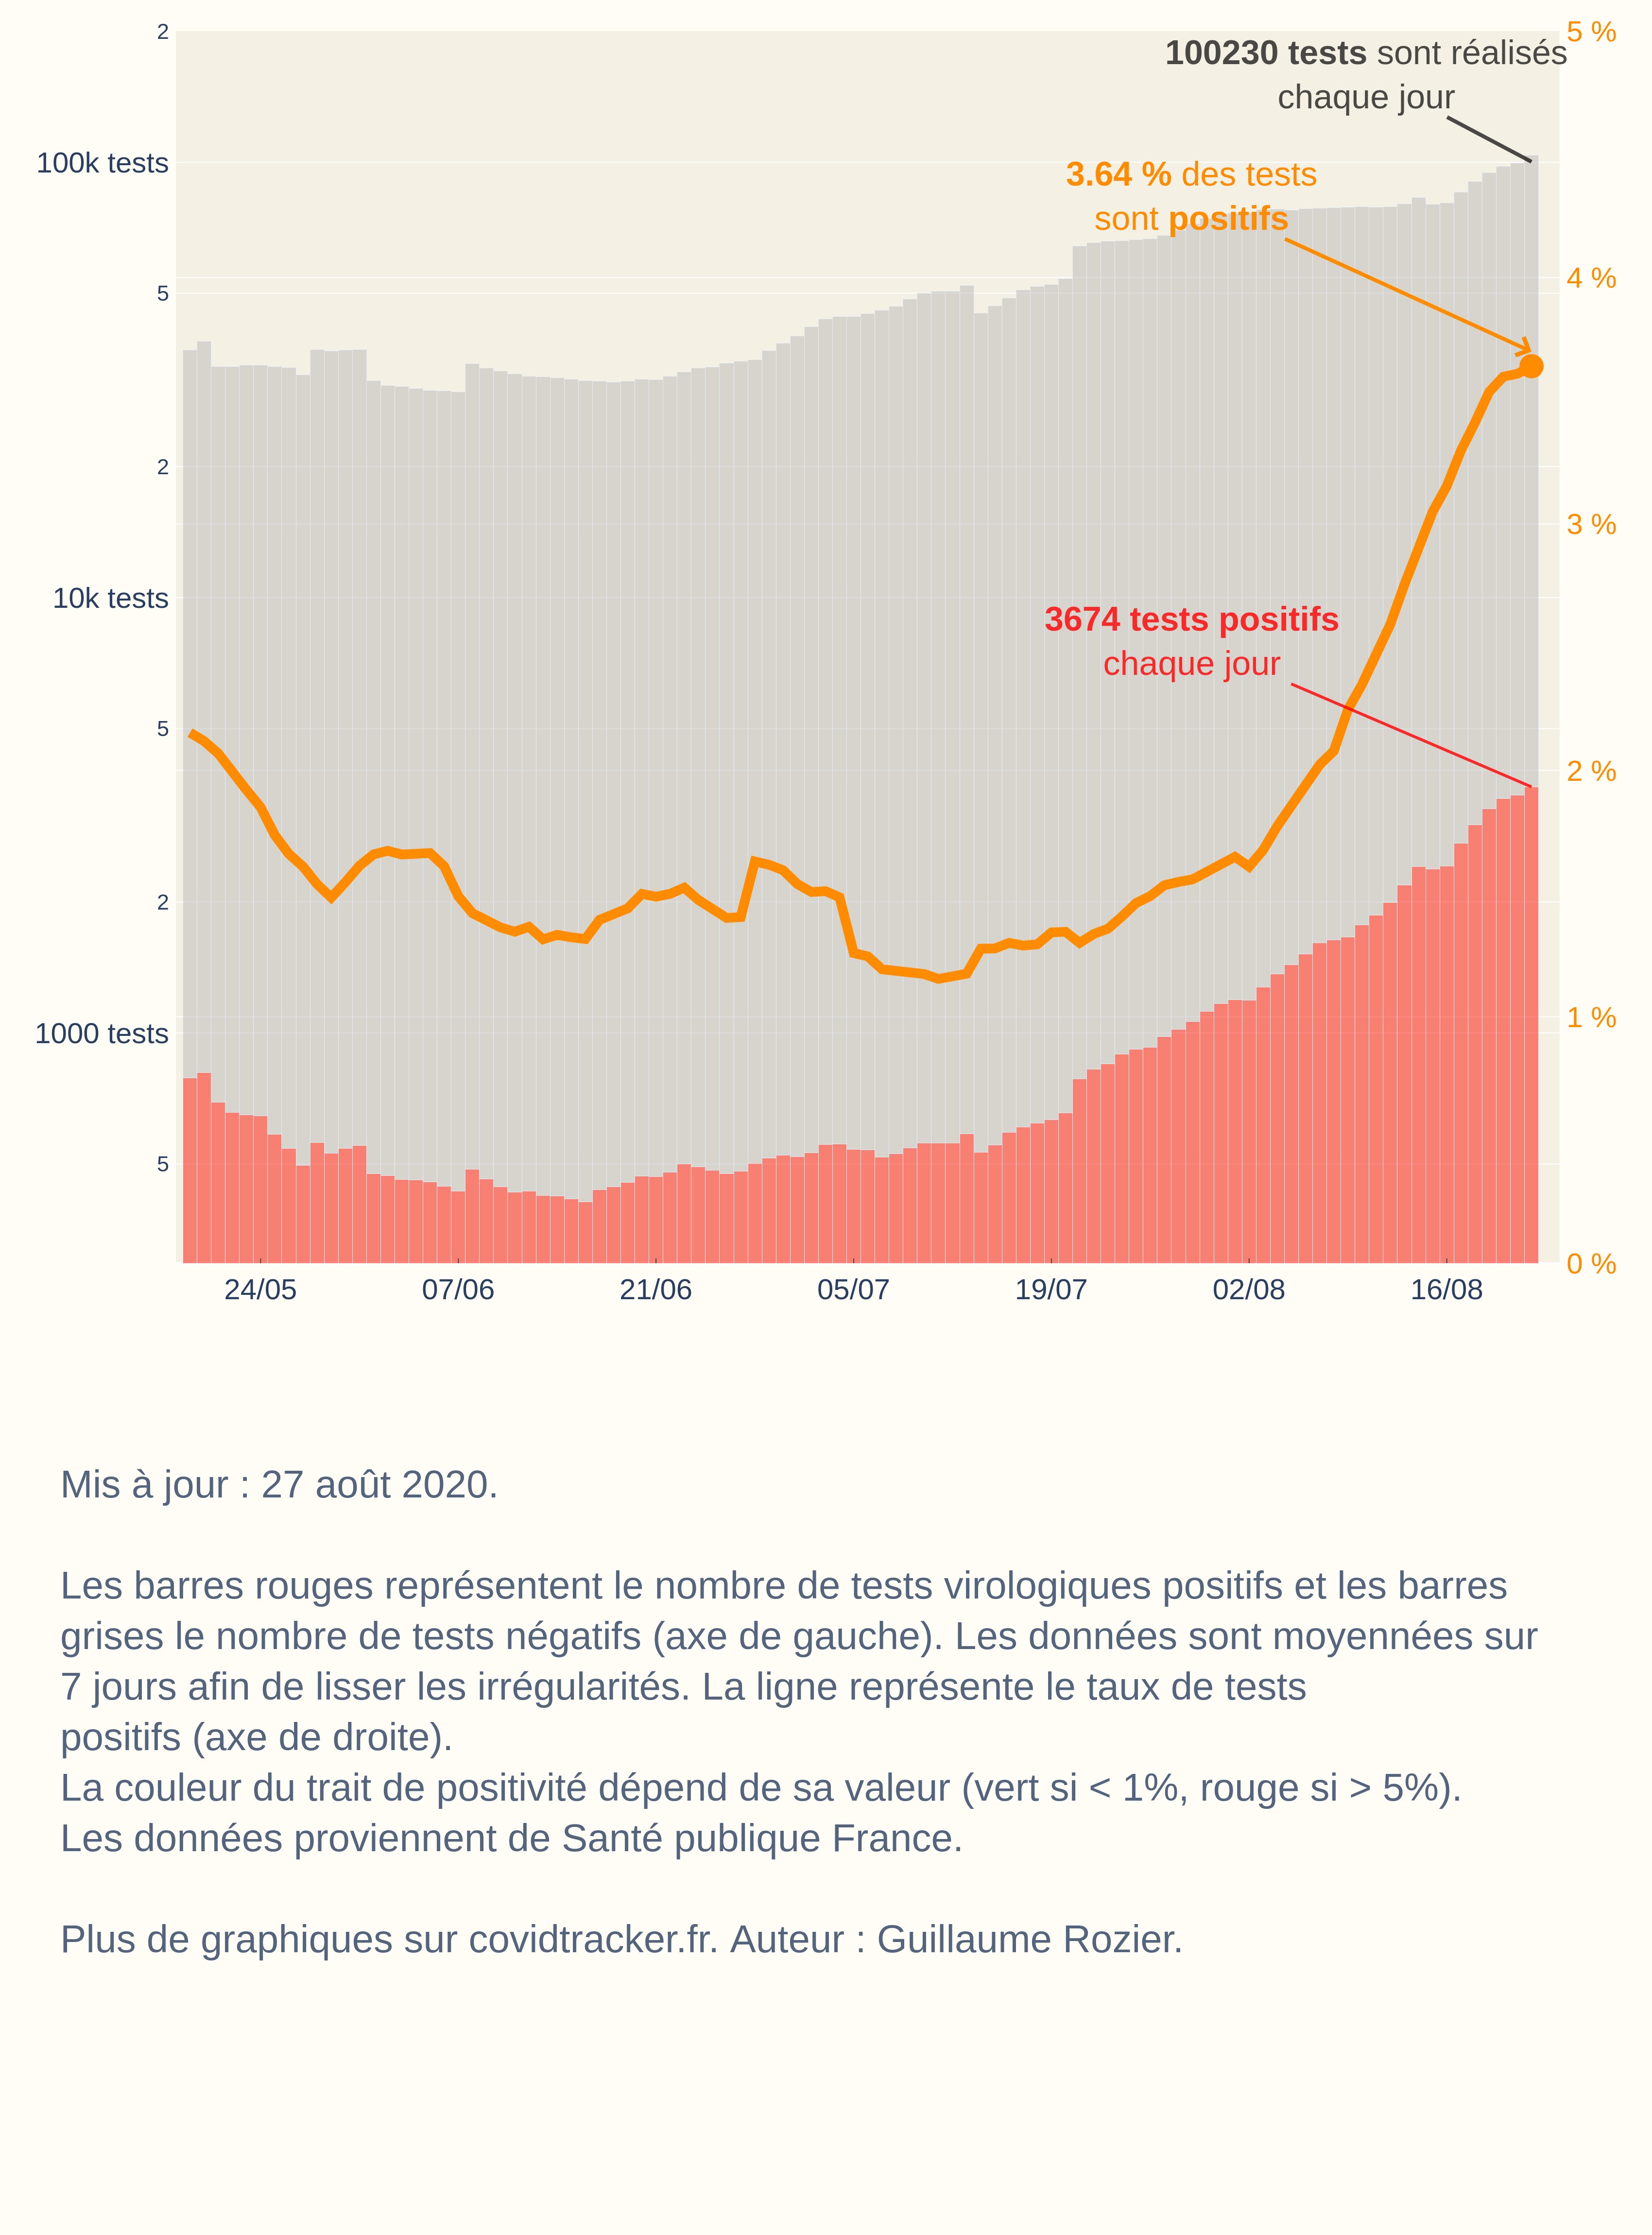 2
5 %
100230 tests sont réalisés
chaque jour
100k tests
3.64 % des tests
sont positifs
4 %
5
2
3 %
10k tests
3674 tests positifs
chaque jour
5
2 %
2
1 %
1000 tests
5
0 %
24/05 07/06 21/06 05/07 19/07 02/08 16/08
Mis à jour : 27 août 2020.
Les barres rouges représentent le nombre de tests virologiques positifs et les barres
grises le nombre de tests négatifs (axe de gauche). Les données sont moyennées sur
7 jours afin de lisser les irrégularités. La ligne représente le taux de tests
positifs (axe de droite).
La couleur du trait de positivité dépend de sa valeur (vert si < 1%, rouge si > 5%).
Les données proviennent de Santé publique France.
Plus de graphiques sur covidtracker.fr. Auteur : Guillaume Rozier.